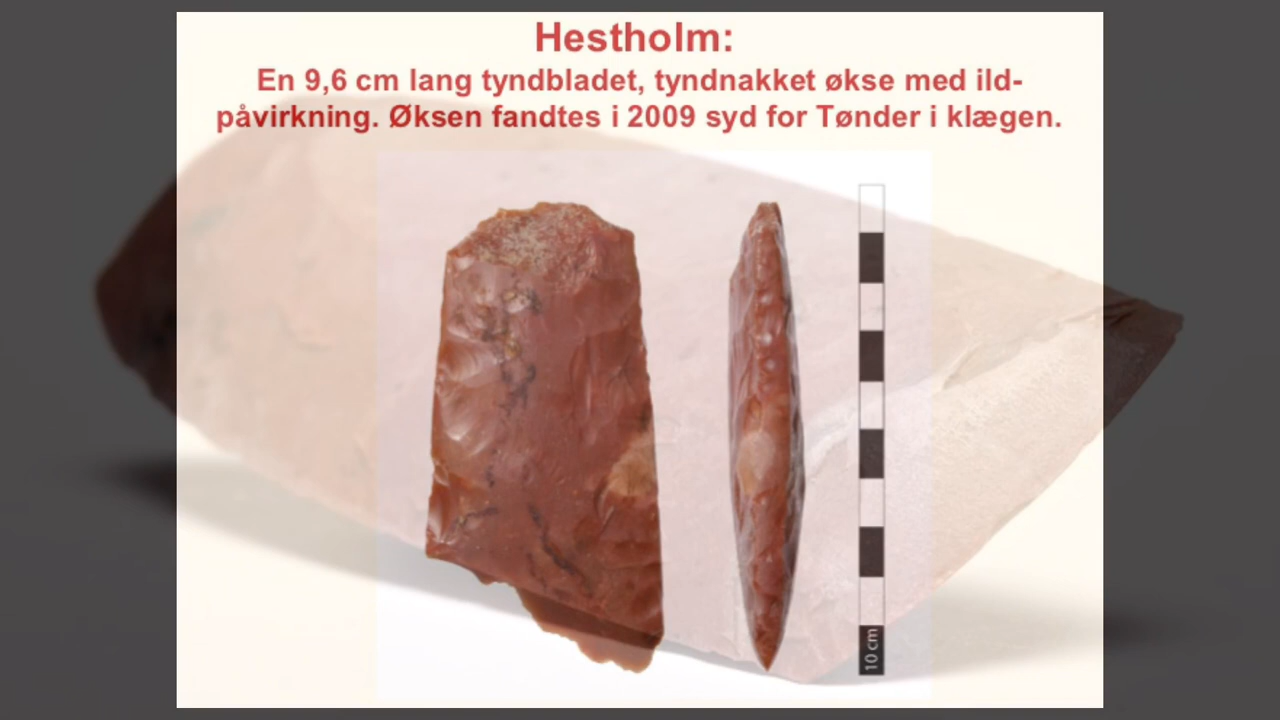 Hestholm:
En 9,6 cm lang tyndbladet, tyndnakket økse med ild-
påvirkning. Øksen fandtes i 2009 syd for Tønder i klægen.
10 cm